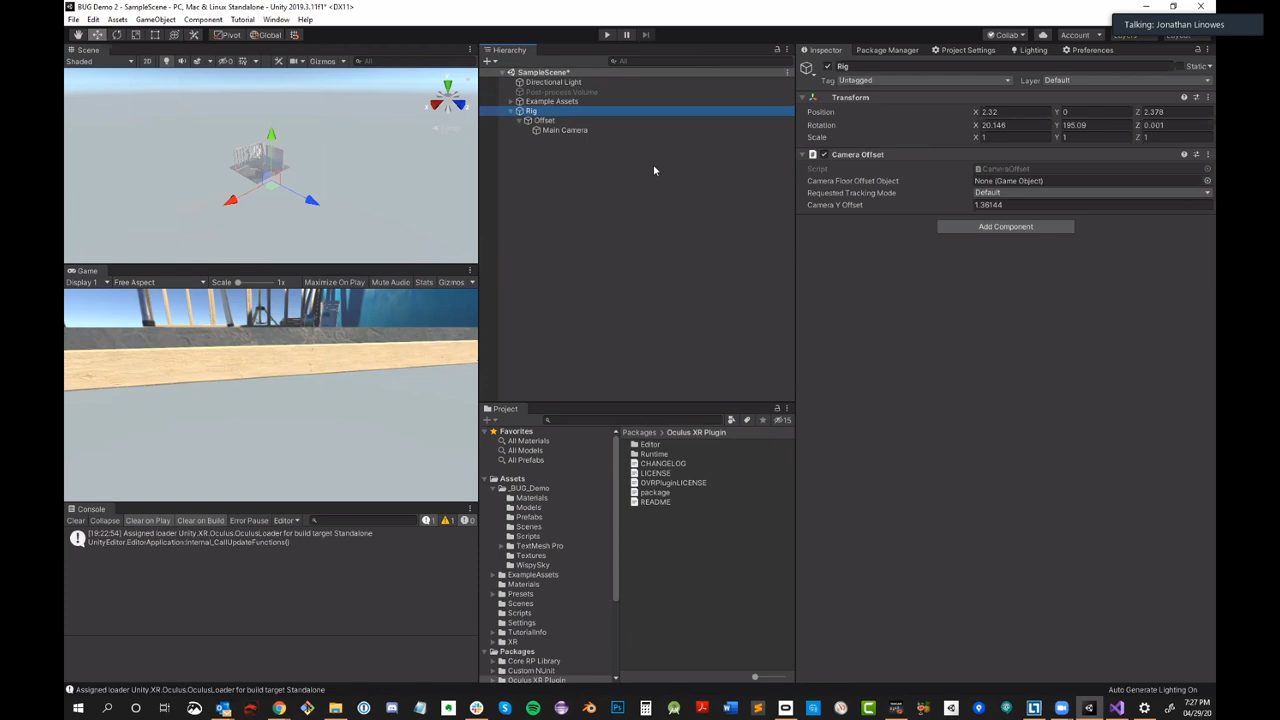 BUG Demo 2 - SampleScene - PC, Mac & Linux Standalone - Unity 2019.3.11f1* <DX11>
Talking: Jonathan Linowes
File Edit Assets GameObject Component Tutorial Window Help
Pivot Global Collab Account Layers Layout
Scene
Shaded 2D 0 Gizmos All
Game
Display 1 Free Aspect Scale 1x Maximize On Play Mute Audio Stats Gizmos
Console
Clear Collapse Clear on Play Clear on Build Error Pause Editor 1 1 0
[19:22:54] Assigned loader Unity.XR.Oculus.OculusLoader for build target Standalone
UnityEditor.EditorApplication:Internal_CallUpdateFunctions()
Hierarchy
All
SampleScene*
Directional Light
Post-process Volume
Example Assets
Rig
Offset
Main Camera
Project
15
Favorites
All Materials
All Models
All Prefabs
Assets
_BUG_Demo
Materials
Models
Prefabs
Scenes
Scripts
TextMesh Pro
Textures
WispySky
ExampleAssets
Materials
Presets
Scenes
Scripts
Settings
TutorialInfo
XR
Packages
Core RP Library
Custom NUnit
Oculus XR Plugin
Packages > Oculus XR Plugin
Editor
Runtime
CHANGELOG
LICENSE
OVRPluginLICENSE
package
README
Inspector Package Manager Project Settings Lighting Preferences
Rig Static
Tag Untagged Layer Default
Transform
Position X 2.32 Y 0 Z 2.378
Rotation X 20.146 Y 195.09 Z 0.001
Scale X 1 Y 1 Z 1
Camera Offset
Script CameraOffset
Camera Floor Offset Object None (Game Object)
Requested Tracking Mode Default
Camera Y Offset 1.36144
Add Component
Assigned loader Unity.XR.Oculus.OculusLoader for build target Standalone
Auto Generate Lighting On
7:27 PM
04/29/20